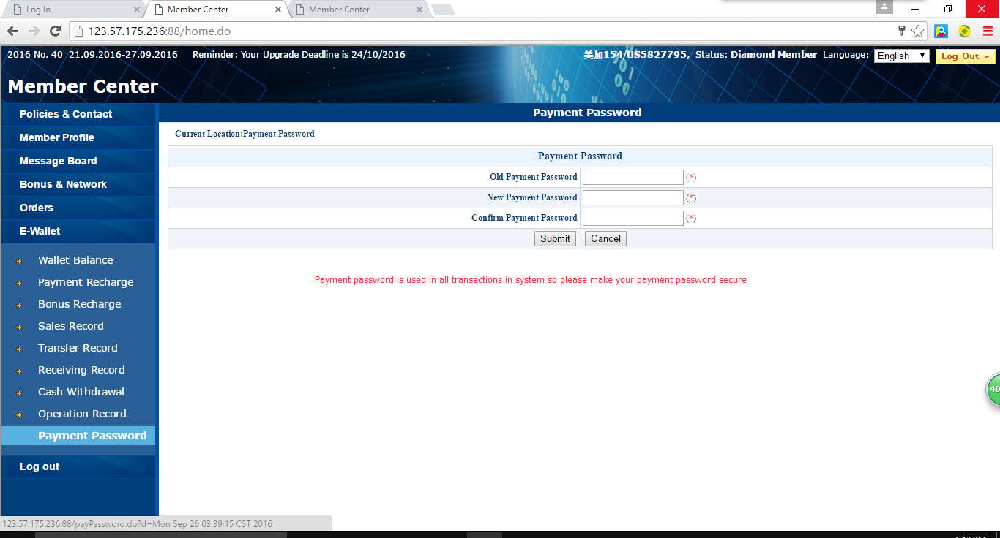 Log In
Member Center
Member Center
123.57.175.236:88/home.do
2016 No. 40 21.09.2016-27.09.2016 Reminder: Your Upgrade Deadline is 24/10/2016
美加154/US5827795, Status: Diamond Member Language: English Log Out
Member Center
Policies & Contact
Member Profile
Message Board
Bonus & Network
Orders
E-Wallet
Wallet Balance
Payment Recharge
Bonus Recharge
Sales Record
Transfer Record
Receiving Record
Cash Withdrawal
Operation Record
Payment Password
Log out
Payment Password
Current Location:Payment Password
Payment Password
Old Payment Password (*)
New Payment Password (*)
Confirm Payment Password (*)
Submit Cancel
Payment password is used in all transections in system so please make your payment password secure
40
123.57.175.236:88/payPassword.do?d=Mon Sep 26 03:39:15 CST 2016